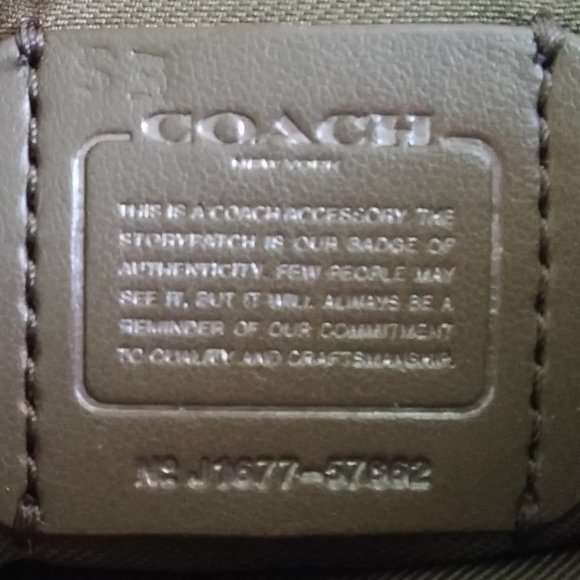 COACH
NEW YORK
THIS IS A COACH ACCESSORY. THE
STORYPATCH IS OUR BADGE OF
AUTHENTICITY. FEW PEOPLE MAY
SEE IT, BUT IT WILL ALWAYS BE A
REMINDER OF OUR COMMITMENT
TO QUALITY AND CRAFTSMANSHIP.
Nº J1677-57862